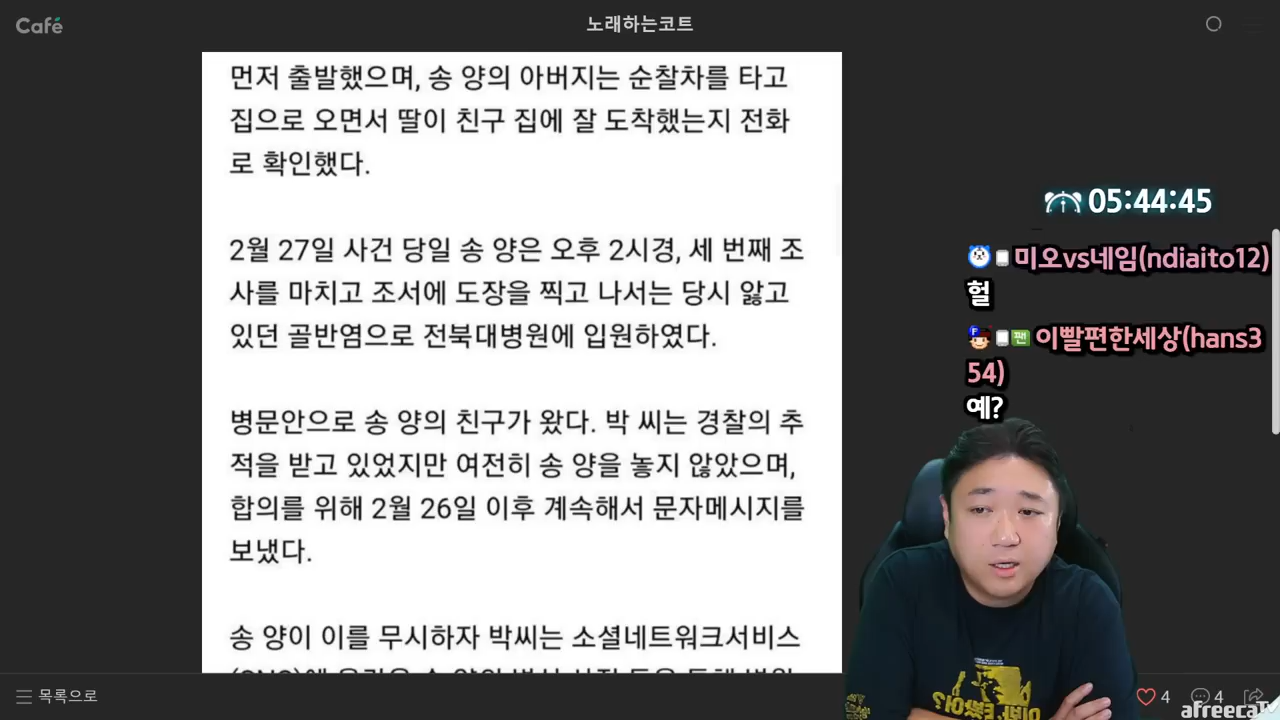 Café
노래하는코트
먼저 출발했으며, 송 양의 아버지는 순찰차를 타고
집으로 오면서 딸이 친구 집에 잘 도착했는지 전화
로 확인했다.
2월 27일 사건 당일 송 양은 오후 2시경, 세 번째 조
사를 마치고 조서에 도장을 찍고 나서는 당시 앓고
있던 골반염으로 전북대병원에 입원하였다.
병문안으로 송 양의 친구가 왔다. 박 씨는 경찰의 추
적을 받고 있었지만 여전히 송 양을 놓지 않았으며,
합의를 위해 2월 26일 이후 계속해서 문자메시지를
보냈다.
송 양이 이를 무시하자 박씨는 소셜네트워크서비스
05:44:45
미오vs네임(ndiaito12)
헐
F 팬 이빨편한세상(hans3
54)
예?
목록으로
4
4
afreecaTV